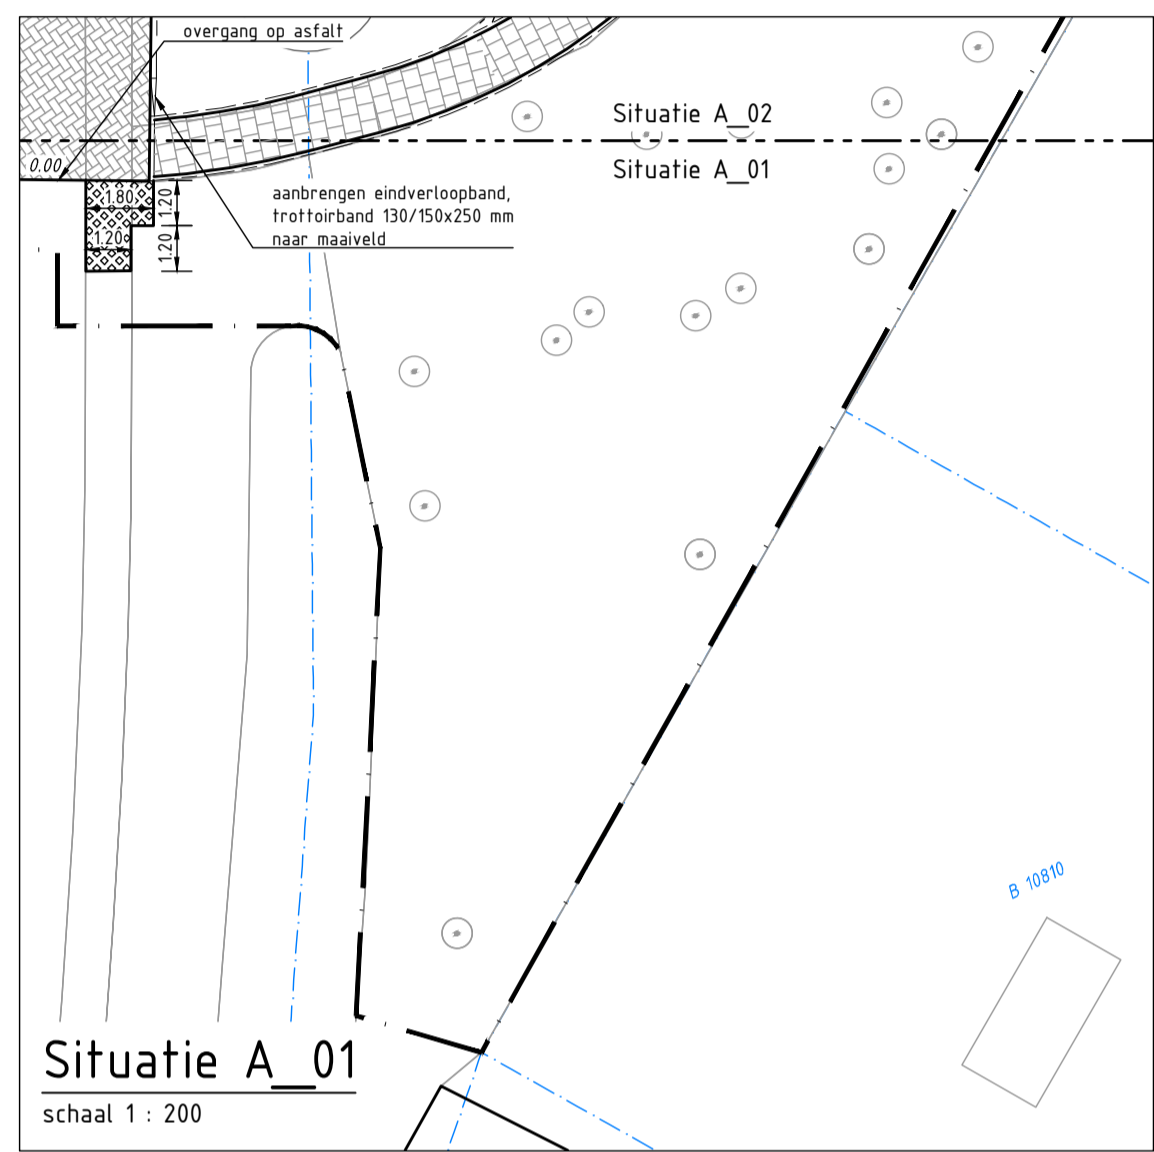 overgang op asfalt
Situatie A_02
0.00
Situatie A_01
1.80
1.20
aanbrengen eindverloopband,
trottoirband 130/150x250 mm
naar maaiveld
1.20
1.20
B 10810
Situatie A_01
schaal 1 : 200